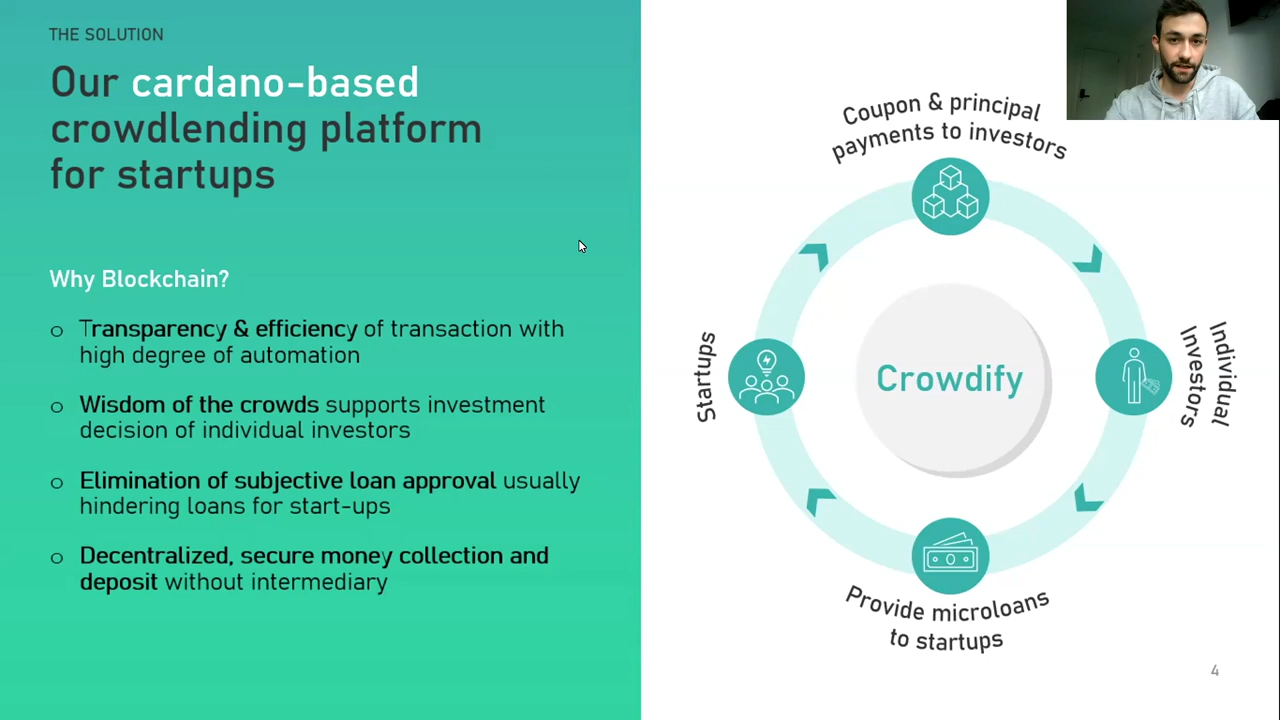 THE SOLUTION
Our cardano-based
crowdlending platform
for startups
Why Blockchain?
Transparency & efficiency of transaction with
high degree of automation
Wisdom of the crowds supports investment
decision of individual investors
Elimination of subjective loan approval usually
hindering loans for start-ups
Decentralized, secure money collection and
deposit without intermediary
Coupon & principal
payments to investors
Startups
Crowdify
Individual
Investors
Provide microloans
to startups
4